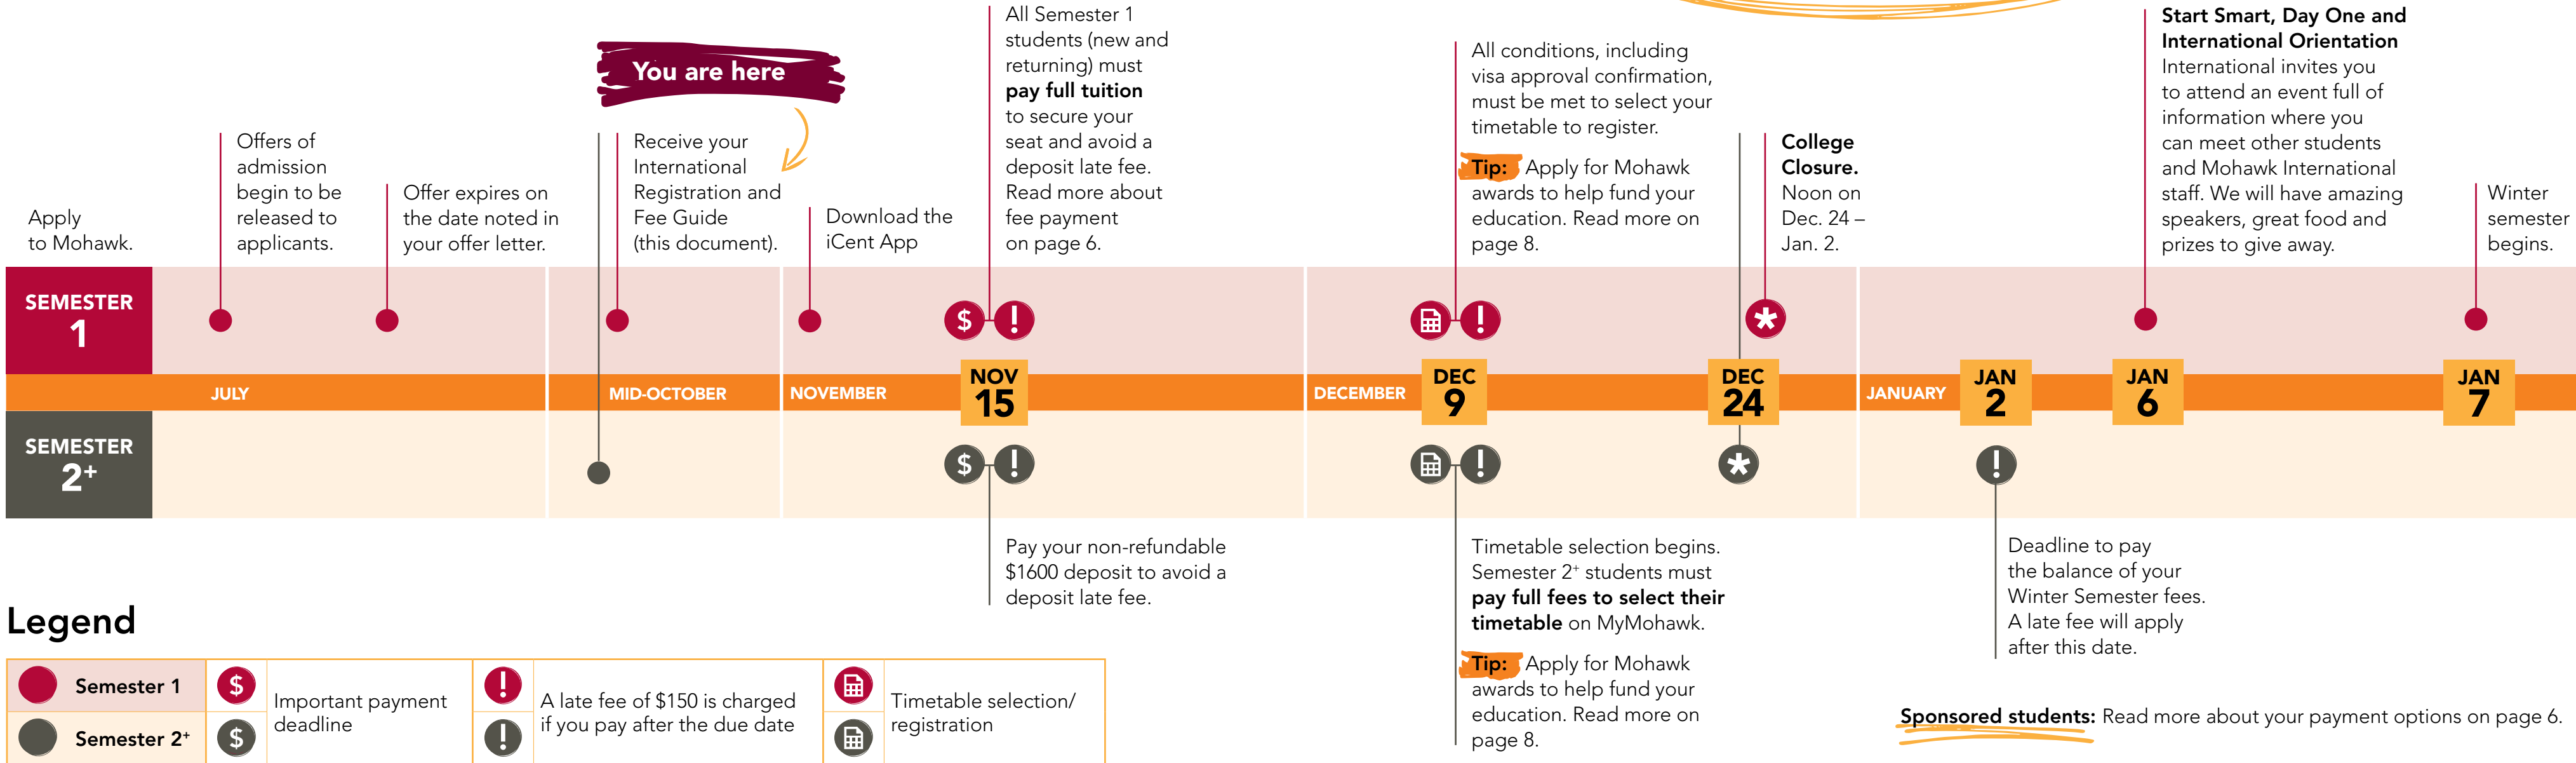 You are here
Apply
to Mohawk.
Offers of
admission
begin to be
released to
applicants.
Offer expires on
the date noted in
your offer letter.
Receive your
International
Registration and
Fee Guide
(this document).
Download the
iCent App
All Semester 1
students (new and
returning) must
pay full tuition
to secure your
seat and avoid a
deposit late fee.
Read more about
fee payment
on page 6.
All conditions, including
visa approval confirmation,
must be met to select your
timetable to register.
Tip: Apply for Mohawk
awards to help fund your
education. Read more on
page 8.
College
Closure.
Noon on
Dec. 24 –
Jan. 2.
Start Smart, Day One and
International Orientation
International invites you
to attend an event full of
information where you
can meet other students
and Mohawk International
staff. We will have amazing
speakers, great food and
prizes to give away.
Winter
semester
begins.
SEMESTER
1
$ !
!
*
JULY
MID-OCTOBER
NOVEMBER
NOV
15
DECEMBER
DEC
9
DEC
24
JANUARY
JAN
2
JAN
6
JAN
7
SEMESTER
2+
$ !
!
*
!
Pay your non-refundable
$1600 deposit to avoid a
deposit late fee.
Timetable selection begins.
Semester 2+ students must
pay full fees to select their
timetable on MyMohawk.
Tip: Apply for Mohawk
awards to help fund your
education. Read more on
page 8.
Deadline to pay
the balance of your
Winter Semester fees.
A late fee will apply
after this date.
Legend
Semester 1
Semester 2+
$
$
Important payment
deadline
!
!
A late fee of $150 is charged
if you pay after the due date
Timetable selection/
registration
Sponsored students: Read more about your payment options on page 6.